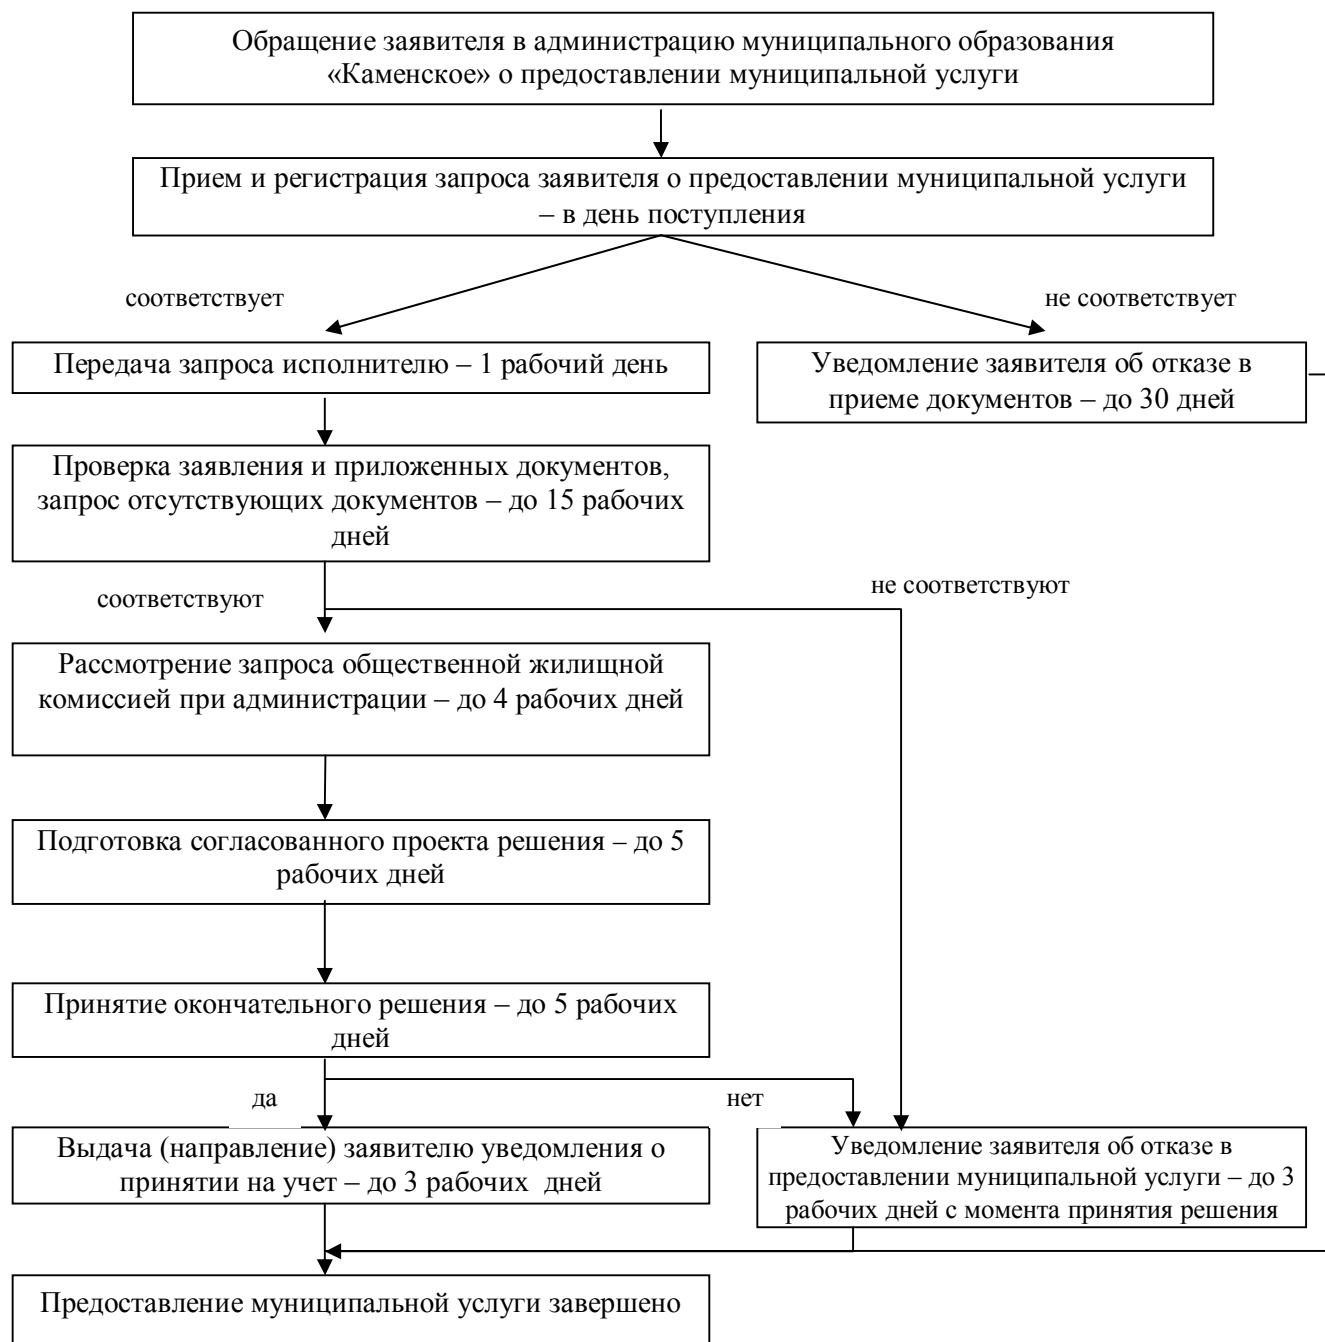 Обращение заявителя в администрацию муниципального образования
«Каменское» о предоставлении муниципальной услуги
Прием и регистрация запроса заявителя о предоставлении муниципальной услуги
– в день поступления
соответствует
не соответствует
Передача запроса исполнителю – 1 рабочий день
Уведомление заявителя об отказе в
приеме документов – до 30 дней
Проверка заявления и приложенных документов,
запрос отсутствующих документов – до 15 рабочих
дней
соответствуют
не соответствуют
Рассмотрение запроса общественной жилищной
комиссией при администрации – до 4 рабочих дней
Подготовка согласованного проекта решения – до 5
рабочих дней
Принятие окончательного решения – до 5 рабочих
дней
да
нет
Выдача (направление) заявителю уведомления о
принятии на учет – до 3 рабочих  дней
Уведомление заявителя об отказе в
предоставлении муниципальной услуги – до 3
рабочих дней с момента принятия решения
Предоставление муниципальной услуги завершено